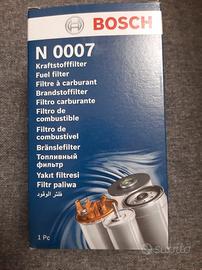 BOSCH
N 0007
Kraftstofffilter
Fuel filter
Filtre à carburant
Brandstoffilter
Filtro carburante
Filtro de
combustible
Filtro de
combustível
Bränslefilter
Топливный
фильтр
Yakıt filtresi
Filtr paliwa
فلتر الوقود
1 Pc
subito